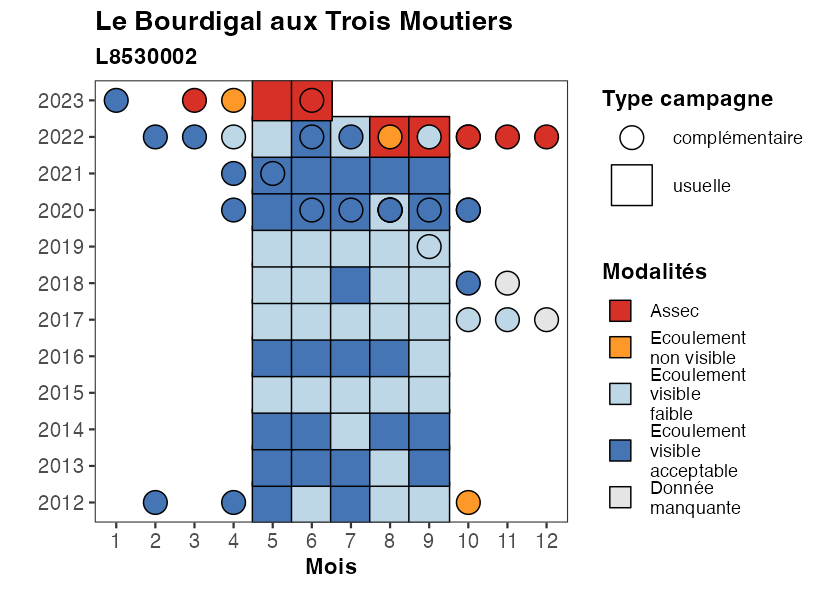 Le Bourdigal aux Trois Moutiers
L8530002
2023
2022
2021
2020
2019
2018
2017
2016
2015
2014
2013
2012
1 2 3 4 5 6 7 8 9 10 11 12
Mois
Type campagne
complémentaire
usuelle
Modalités
Assec
Ecoulement
non visible
Ecoulement
visible
faible
Ecoulement
visible
acceptable
Donnée
manquante